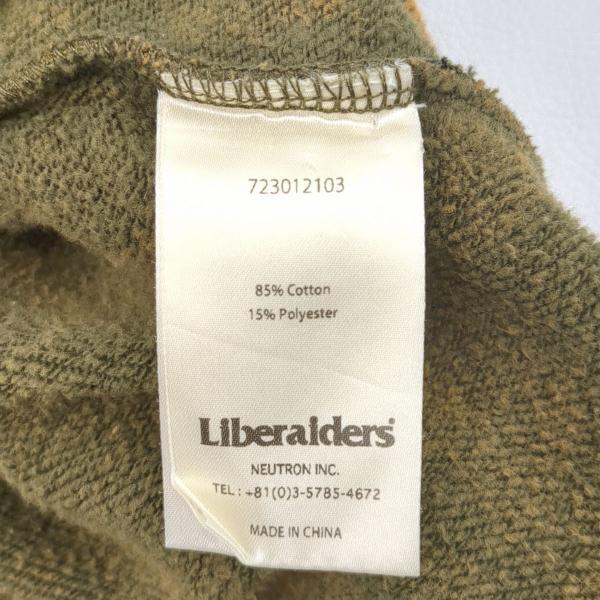 723012103
85% Cotton
15% Polyester
Liberaiders
NEUTRON INC.
TEL : +81(0)3-5785-4672
MADE IN CHINA